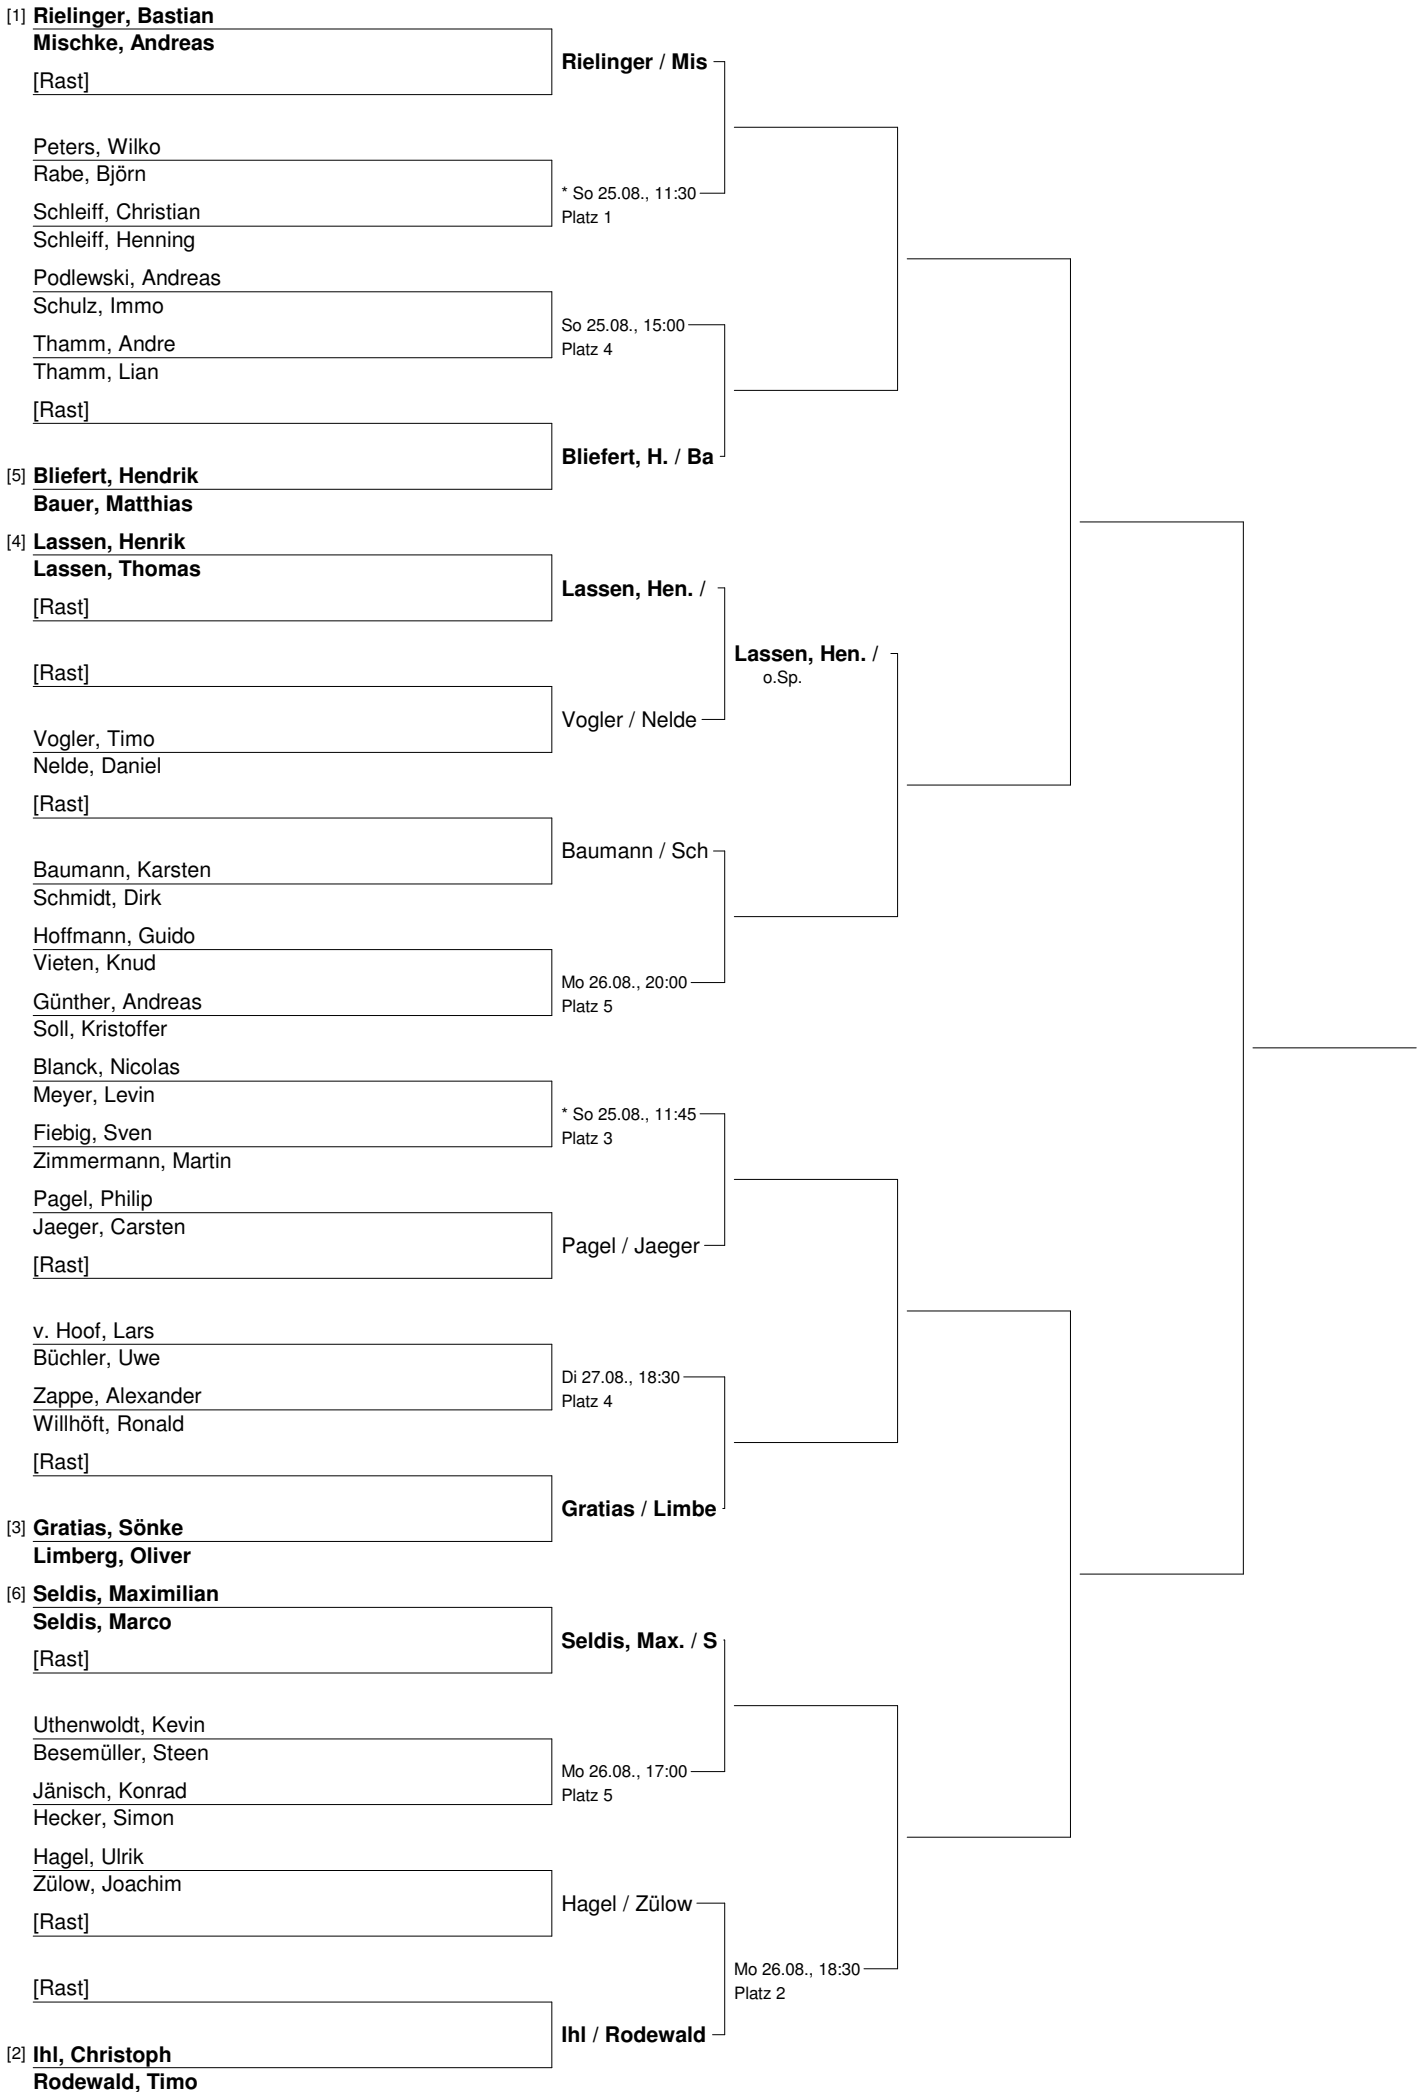 [1] Rielinger, Bastian
Mischke, Andreas
Rielinger / Mis
[Rast]
Peters, Wilko
Rabe, Björn
* So 25.08., 11:30
Schleiff, Christian
Platz 1
Schleiff, Henning
Podlewski, Andreas
Schulz, Immo
So 25.08., 15:00
Thamm, Andre
Platz 4
Thamm, Lian
[Rast]
Bliefert, H. / Ba
[5] Bliefert, Hendrik
Bauer, Matthias
[4] Lassen, Henrik
Lassen, Thomas
Lassen, Hen. /
[Rast]
Lassen, Hen. /
[Rast]
o.Sp.
Vogler / Nelde
Vogler, Timo
Nelde, Daniel
[Rast]
Baumann / Sch
Baumann, Karsten
Schmidt, Dirk
Hoffmann, Guido
Vieten, Knud
Mo 26.08., 20:00
Günther, Andreas
Platz 5
Soll, Kristoffer
Blanck, Nicolas
Meyer, Levin
* So 25.08., 11:45
Fiebig, Sven
Platz 3
Zimmermann, Martin
Pagel, Philip
Jaeger, Carsten
Pagel / Jaeger
[Rast]
v. Hoof, Lars
Büchler, Uwe
Di 27.08., 18:30
Zappe, Alexander
Platz 4
Willhöft, Ronald
[Rast]
Gratias / Limbe
[3] Gratias, Sönke
Limberg, Oliver
[6] Seldis, Maximilian
Seldis, Marco
Seldis, Max. / S
[Rast]
Uthenwoldt, Kevin
Besemüller, Steen
Mo 26.08., 17:00
Jänisch, Konrad
Platz 5
Hecker, Simon
Hagel, Ulrik
Zülow, Joachim
Hagel / Zülow
[Rast]
Mo 26.08., 18:30
[Rast]
Platz 2
Ihl / Rodewald
[2] Ihl, Christoph
Rodewald, Timo